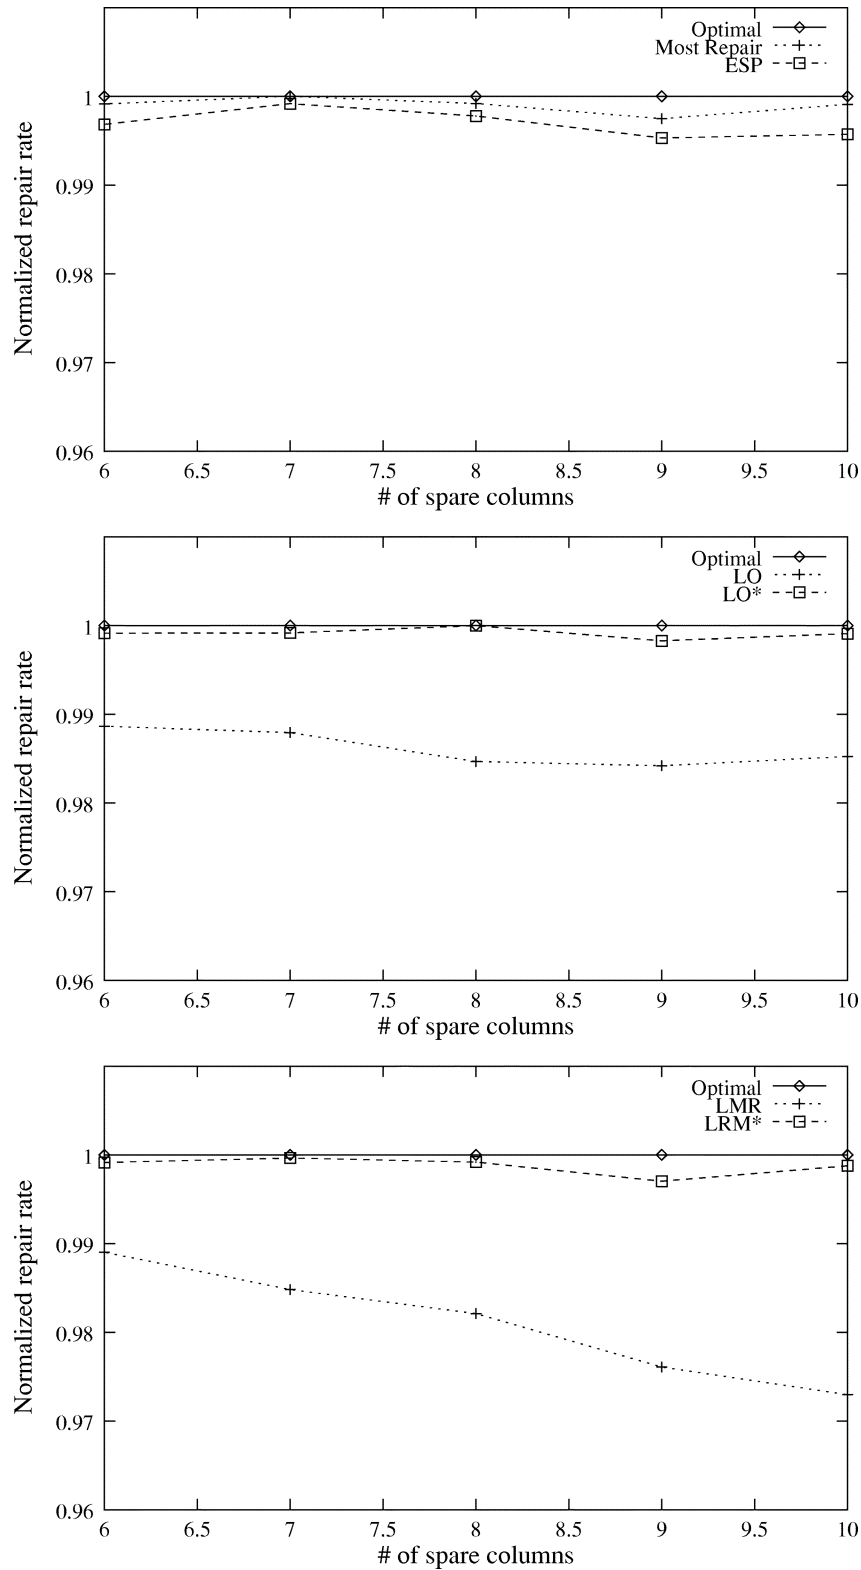 Optimal
Most Repair
ESP
1
0.99
0.98
0.97
0.96
Normalized repair rate
6 6.5 7 7.5 8 8.5 9 9.5 10
# of spare columns
Optimal
LO
LO*
1
0.99
0.98
0.97
0.96
Normalized repair rate
6 6.5 7 7.5 8 8.5 9 9.5 10
# of spare columns
Optimal
LMR
LRM*
1
0.99
0.98
0.97
0.96
Normalized repair rate
6 6.5 7 7.5 8 8.5 9 9.5 10
# of spare columns